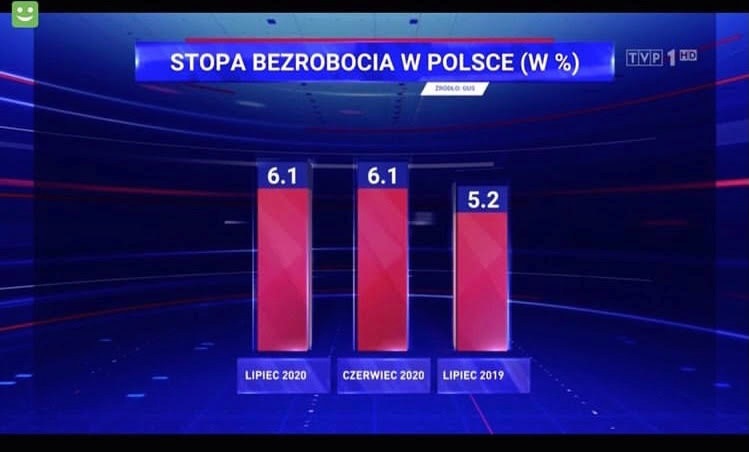 STOPA BEZROBOCIA W POLSCE (W %)
TVP 1 HD
ŹRÓDŁO: GUS
6.1
6.1
5.2
LIPIEC 2020
CZERWIEC 2020
LIPIEC 2019